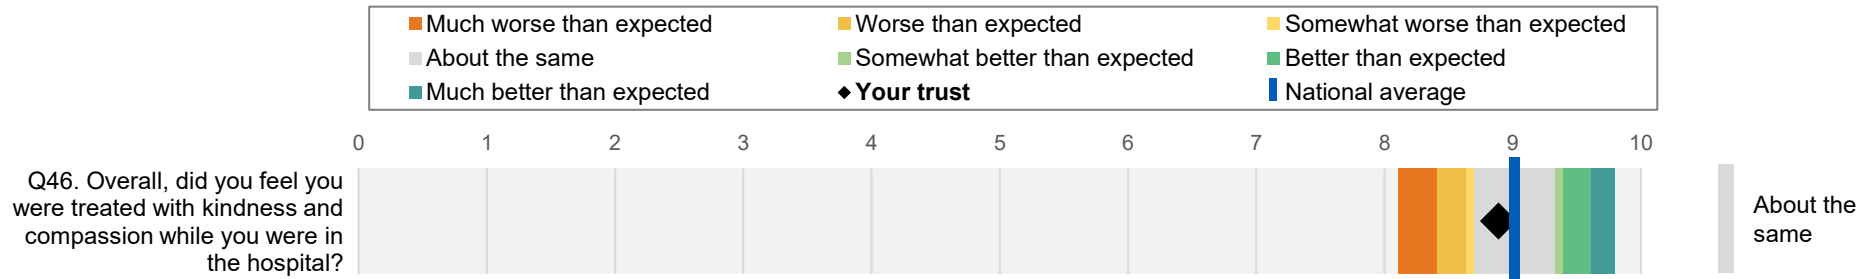 Much worse than expected
Worse than expected
Somewhat worse than expected
About the same
Somewhat better than expected
Better than expected
Much better than expected
Your trust
National average
0 1 2 3 4 5 6 7 8 9 10
Q46. Overall, did you feel you
were treated with kindness and
compassion while you were in
the hospital?
About the
same